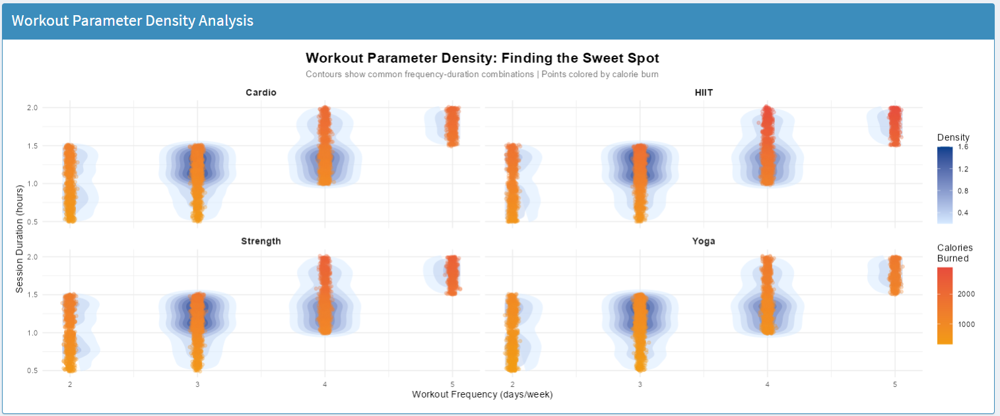 Workout Parameter Density Analysis
Workout Parameter Density: Finding the Sweet Spot
Contours show common frequency-duration combinations | Points colored by calorie burn
Cardio
HIIT
2.0
1.5
1.0
0.5
Strength
Yoga
2.0
1.5
1.0
0.5
Session Duration (hours)
2
3
4
5
2
3
4
5
Workout Frequency (days/week)
Density
1.6
1.2
0.8
0.4
Calories
Burned
2000
1000